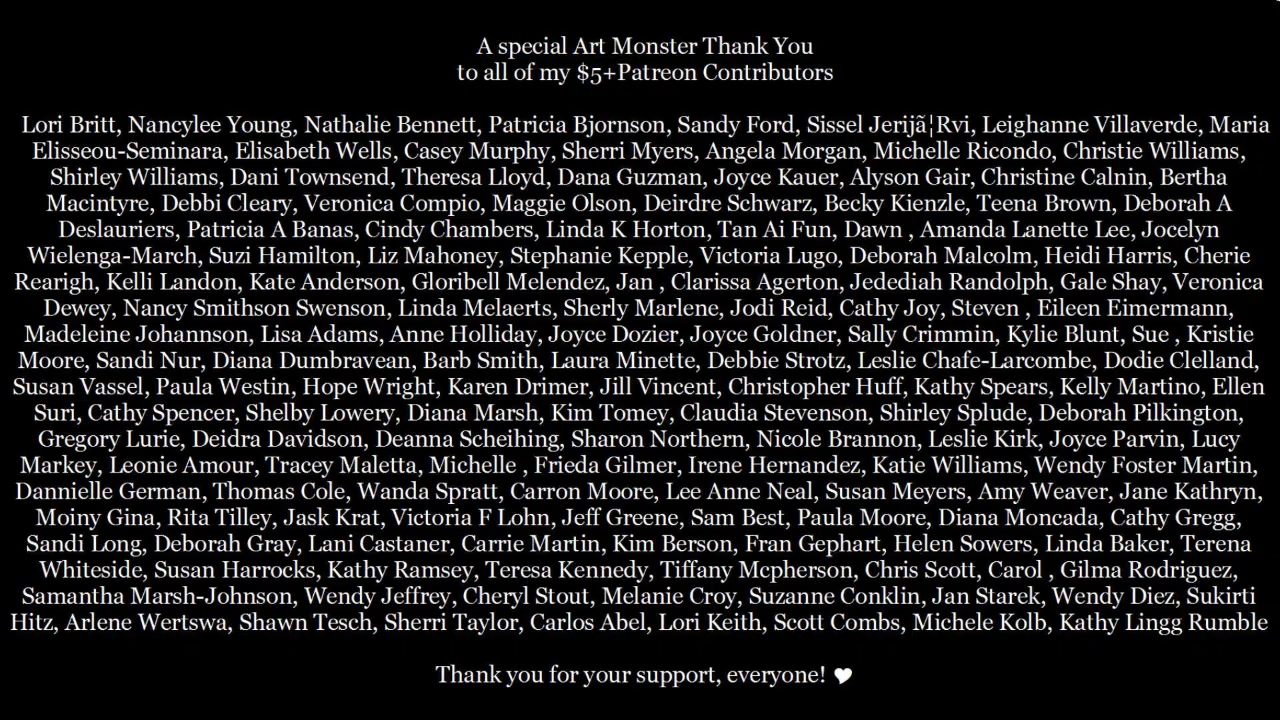 A special Art Monster Thank You
to all of my $5+Patreon Contributors
Lori Britt, Nancylee Young, Nathalie Bennett, Patricia Bjornson, Sandy Ford, Sissel Jerijã¦Rvi, Leighanne Villaverde, Maria
Elisseou-Seminara, Elisabeth Wells, Casey Murphy, Sherri Myers, Angela Morgan, Michelle Ricondo, Christie Williams,
Shirley Williams, Dani Townsend, Theresa Lloyd, Dana Guzman, Joyce Kauer, Alyson Gair, Christine Calnin, Bertha
Macintyre, Debbi Cleary, Veronica Compio, Maggie Olson, Deirdre Schwarz, Becky Kienzle, Teena Brown, Deborah A
Deslauriers, Patricia A Banas, Cindy Chambers, Linda K Horton, Tan Ai Fun, Dawn , Amanda Lanette Lee, Jocelyn
Wielenga-March, Suzi Hamilton, Liz Mahoney, Stephanie Kepple, Victoria Lugo, Deborah Malcolm, Heidi Harris, Cherie
Rearigh, Kelli Landon, Kate Anderson, Gloribell Melendez, Jan , Clarissa Agerton, Jedediah Randolph, Gale Shay, Veronica
Dewey, Nancy Smithson Swenson, Linda Melaerts, Sherly Marlene, Jodi Reid, Cathy Joy, Steven , Eileen Eimermann,
Madeleine Johannson, Lisa Adams, Anne Holliday, Joyce Dozier, Joyce Goldner, Sally Crimmin, Kylie Blunt, Sue , Kristie
Moore, Sandi Nur, Diana Dumbravean, Barb Smith, Laura Minette, Debbie Strotz, Leslie Chafe-Larcombe, Dodie Clelland,
Susan Vassel, Paula Westin, Hope Wright, Karen Drimer, Jill Vincent, Christopher Huff, Kathy Spears, Kelly Martino, Ellen
Suri, Cathy Spencer, Shelby Lowery, Diana Marsh, Kim Tomey, Claudia Stevenson, Shirley Splude, Deborah Pilkington,
Gregory Lurie, Deidra Davidson, Deanna Scheihing, Sharon Northern, Nicole Brannon, Leslie Kirk, Joyce Parvin, Lucy
Markey, Leonie Amour, Tracey Maletta, Michelle , Frieda Gilmer, Irene Hernandez, Katie Williams, Wendy Foster Martin,
Dannielle German, Thomas Cole, Wanda Spratt, Carron Moore, Lee Anne Neal, Susan Meyers, Amy Weaver, Jane Kathryn,
Moiny Gina, Rita Tilley, Jask Krat, Victoria F Lohn, Jeff Greene, Sam Best, Paula Moore, Diana Moncada, Cathy Gregg,
Sandi Long, Deborah Gray, Lani Castaner, Carrie Martin, Kim Berson, Fran Gephart, Helen Sowers, Linda Baker, Terena
Whiteside, Susan Harrocks, Kathy Ramsey, Teresa Kennedy, Tiffany Mcpherson, Chris Scott, Carol , Gilma Rodriguez,
Samantha Marsh-Johnson, Wendy Jeffrey, Cheryl Stout, Melanie Croy, Suzanne Conklin, Jan Starek, Wendy Diez, Sukirti
Hitz, Arlene Wertswa, Shawn Tesch, Sherri Taylor, Carlos Abel, Lori Keith, Scott Combs, Michele Kolb, Kathy Lingg Rumble
Thank you for your support, everyone! ♥